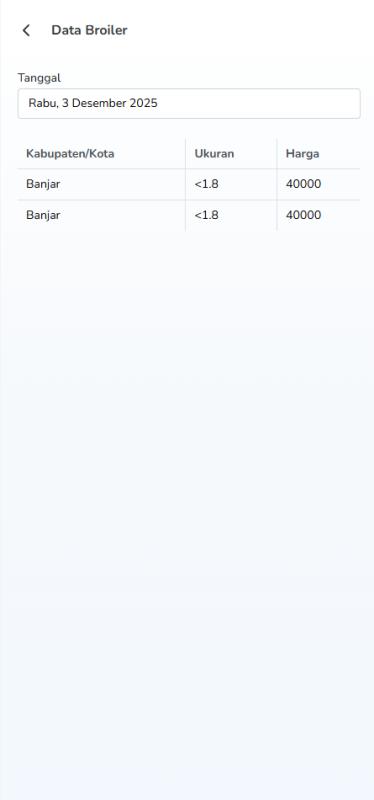 Data Broiler
Tanggal
Rabu, 3 Desember 2025
Kabupaten/Kota Ukuran Harga
Banjar <1.8 40000
Banjar <1.8 40000